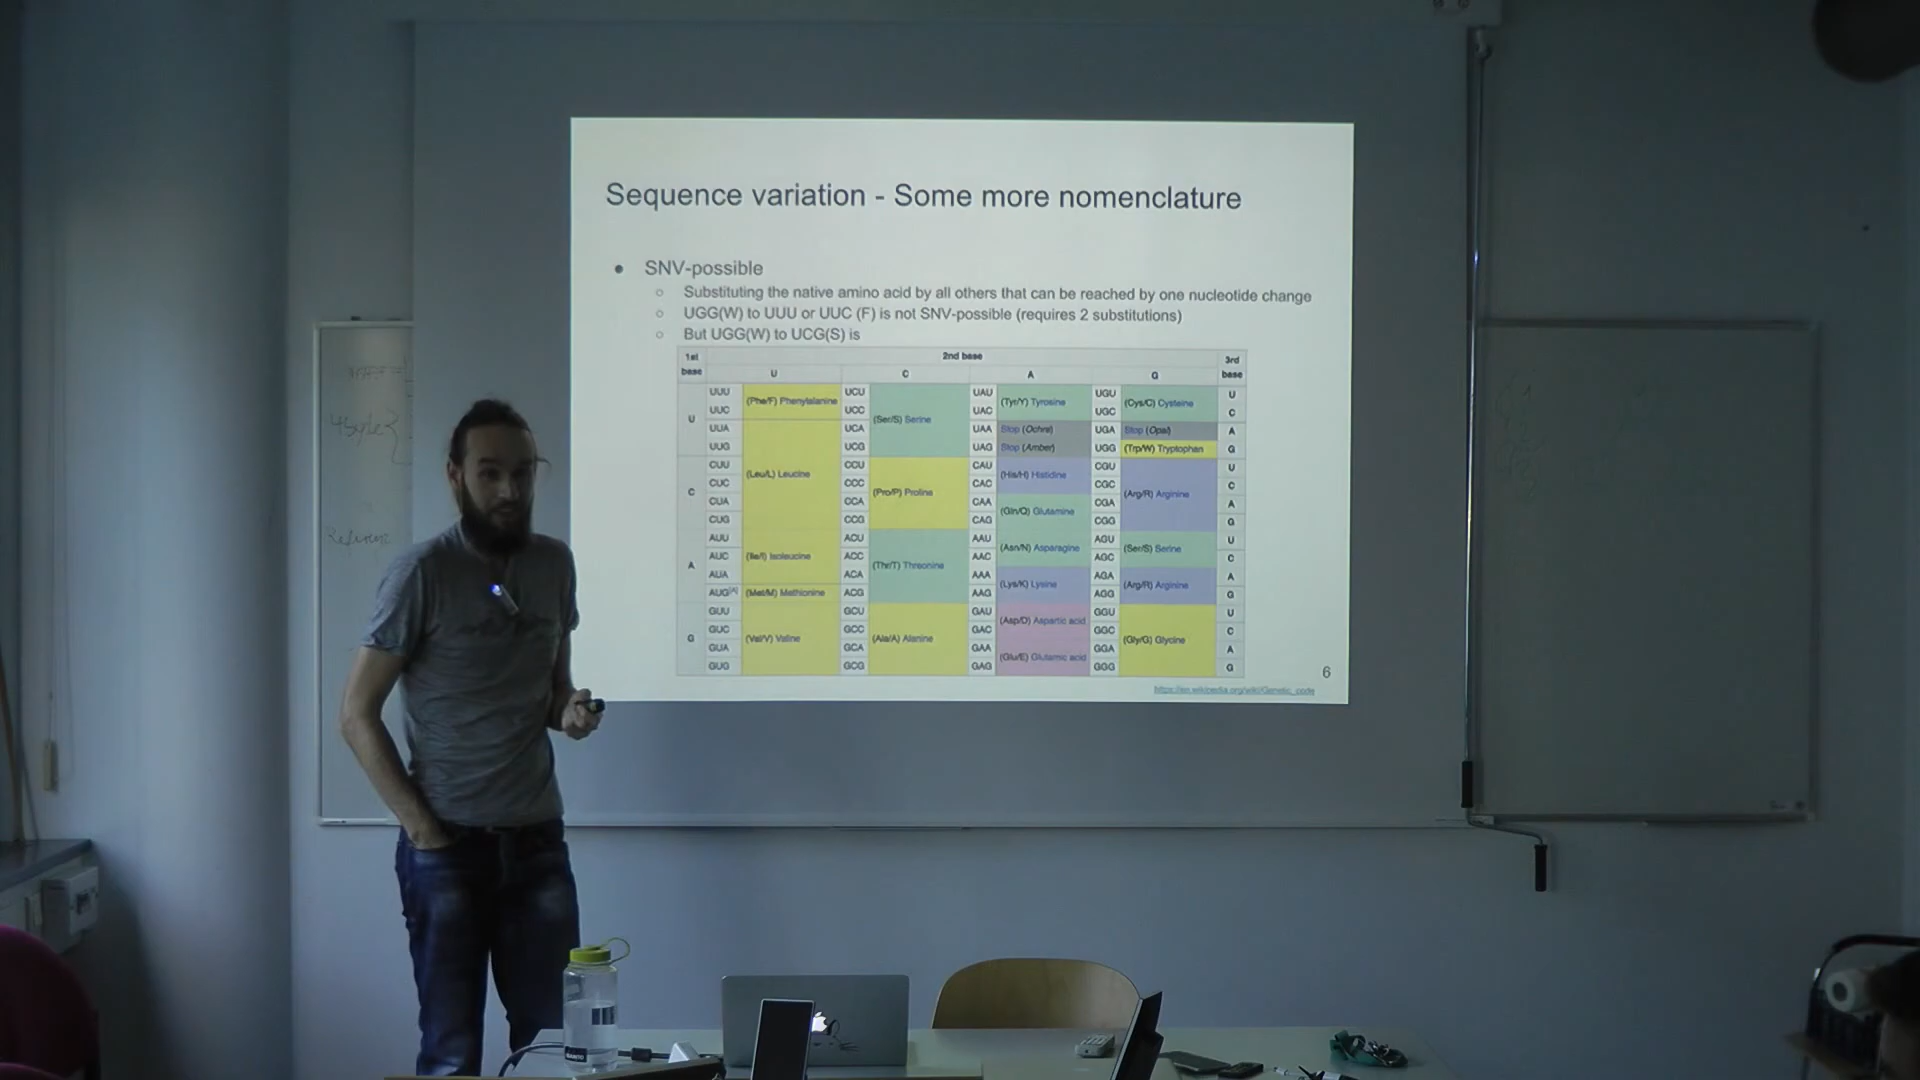 Sequence variation - Some more nomenclature
● SNV-possible
○ Substituting the native amino acid by all others that can be reached by one nucleotide change
○ UGG(W) to UUU or UUC (F) is not SNV-possible (requires 2 substitutions)
○ But UGG(W) to UCG(S) is
1st base 2nd base 3rd base
U C A G
U UUU (Phe/F) Phenylalanine UCU (Ser/S) Serine UAU (Tyr/Y) Tyrosine UGU (Cys/C) Cysteine U
UUC UCC UAC UGC C
UUA (Leu/L) Leucine UCA UAA Stop (Ochre) UGA Stop (Opal) A
UUG UCG UAG Stop (Amber) UGG (Trp/W) Tryptophan G
C CUU CCU (Pro/P) Proline CAU (His/H) Histidine CGU (Arg/R) Arginine U
CUC CCC CAC CGC C
CUA CCA CAA (Gln/Q) Glutamine CGA A
CUG CCG CAG CGG G
A AUU (Ile/I) Isoleucine ACU (Thr/T) Threonine AAU (Asn/N) Asparagine AGU (Ser/S) Serine U
AUC ACC AAC AGC C
AUA ACA AAA (Lys/K) Lysine AGA (Arg/R) Arginine A
AUG[A] (Met/M) Methionine ACG AAG AGG G
G GUU (Val/V) Valine GCU (Ala/A) Alanine GAU (Asp/D) Aspartic acid GGU (Gly/G) Glycine U
GUC GCC GAC GGC C
GUA GCA GAA (Glu/E) Glutamic acid GGA A
GUG GCG GAG GGG G
6
https://en.wikipedia.org/wiki/Genetic_code